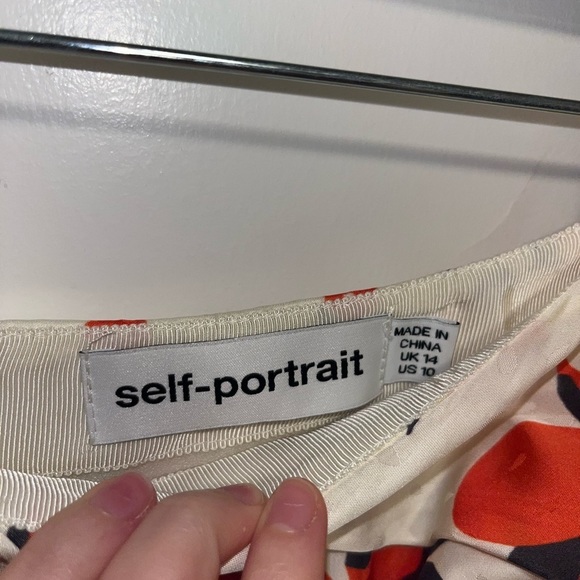 self-portrait
MADE IN
CHINA
UK 14
US 10